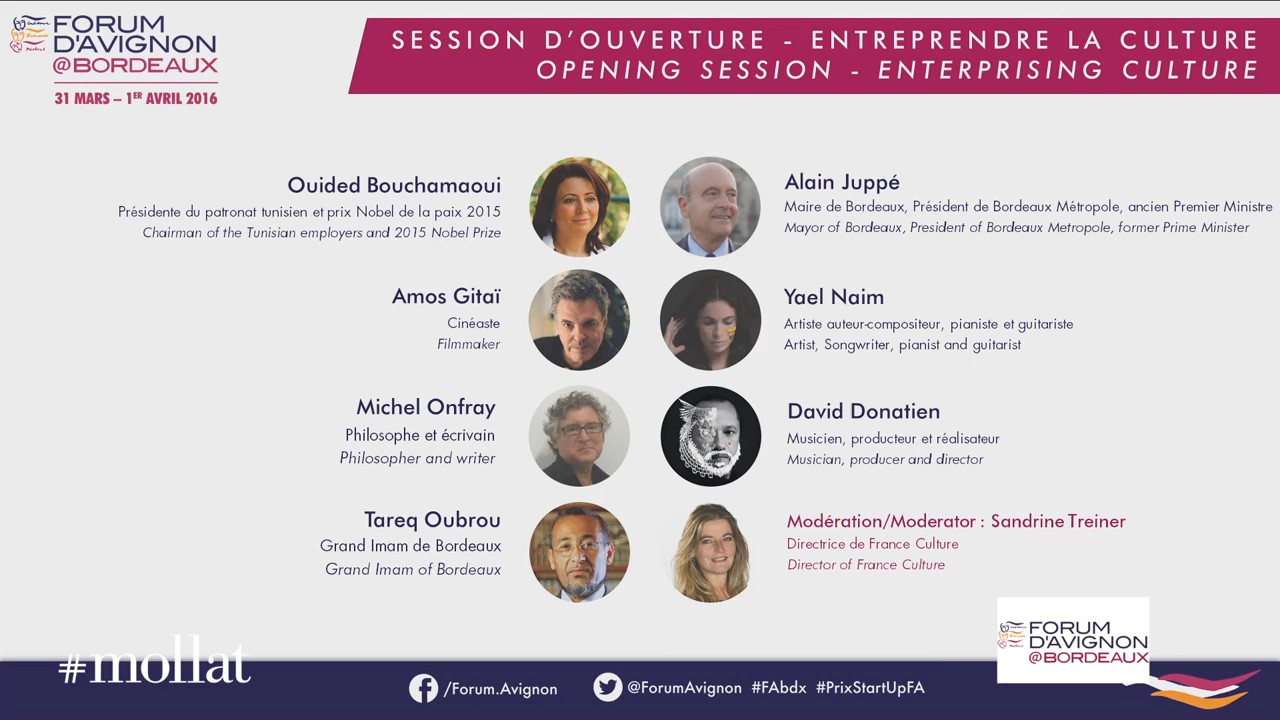 FORUM
D'AVIGNON
@BORDEAUX
31 MARS – 1ER AVRIL 2016
SESSION D'OUVERTURE - ENTREPRENDRE LA CULTURE
OPENING SESSION - ENTERPRISING CULTURE
Ouided Bouchamaoui
Présidente du patronat tunisien et prix Nobel de la paix 2015
Chairman of the Tunisian employers and 2015 Nobel Prize
Alain Juppé
Maire de Bordeaux, Président de Bordeaux Métropole, ancien Premier Ministre
Mayor of Bordeaux, President of Bordeaux Metropole, former Prime Minister
Amos Gitaï
Cinéaste
Filmmaker
Yael Naim
Artiste auteur-compositeur, pianiste et guitariste
Artist, Songwriter, pianist and guitarist
Michel Onfray
Philosophe et écrivain
Philosopher and writer
David Donatien
Musicien, producteur et réalisateur
Musician, producer and director
Tareq Oubrou
Grand Imam de Bordeaux
Grand Imam of Bordeaux
Modération/Moderator : Sandrine Treiner
Directrice de France Culture
Director of France Culture
#mollat
/Forum.Avignon
@ForumAvignon #FAbdx #PrixStartUpFA
FORUM
D'AVIGNON
@BORDEAUX